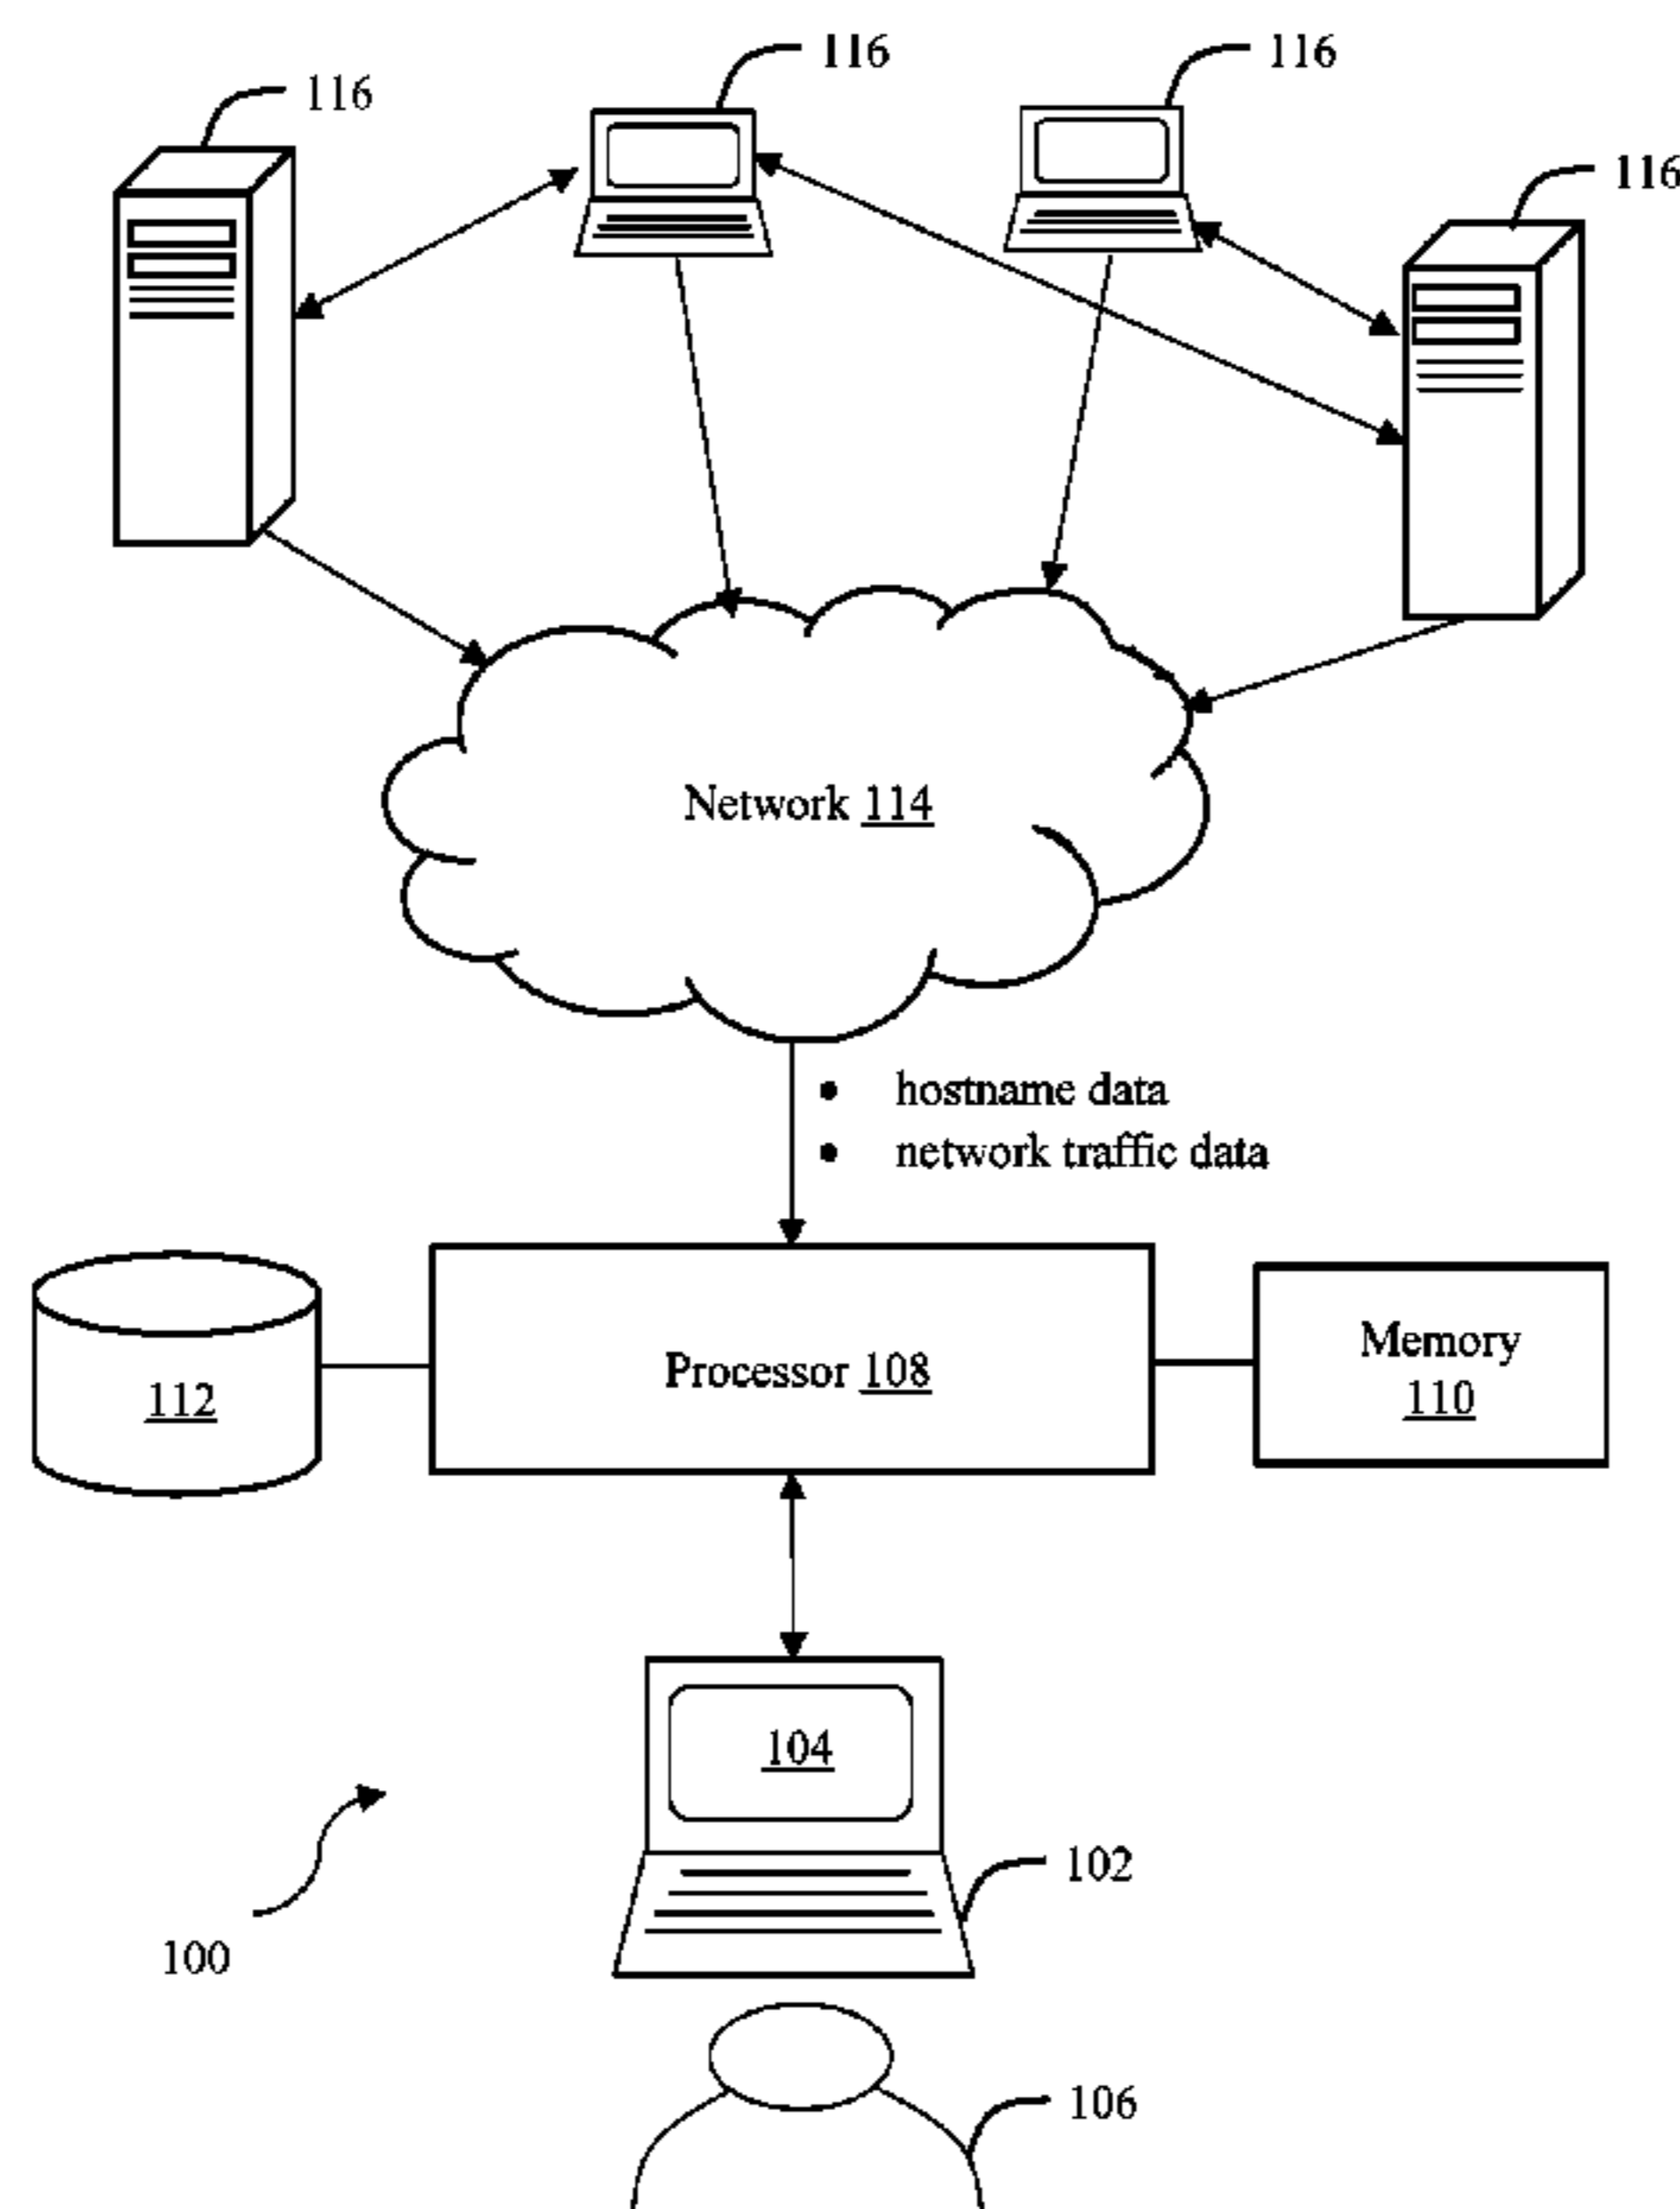 116
116
116
116
Network 114
• hostname data
• network traffic data
112
Processor 108
Memory
110
104
102
100
106